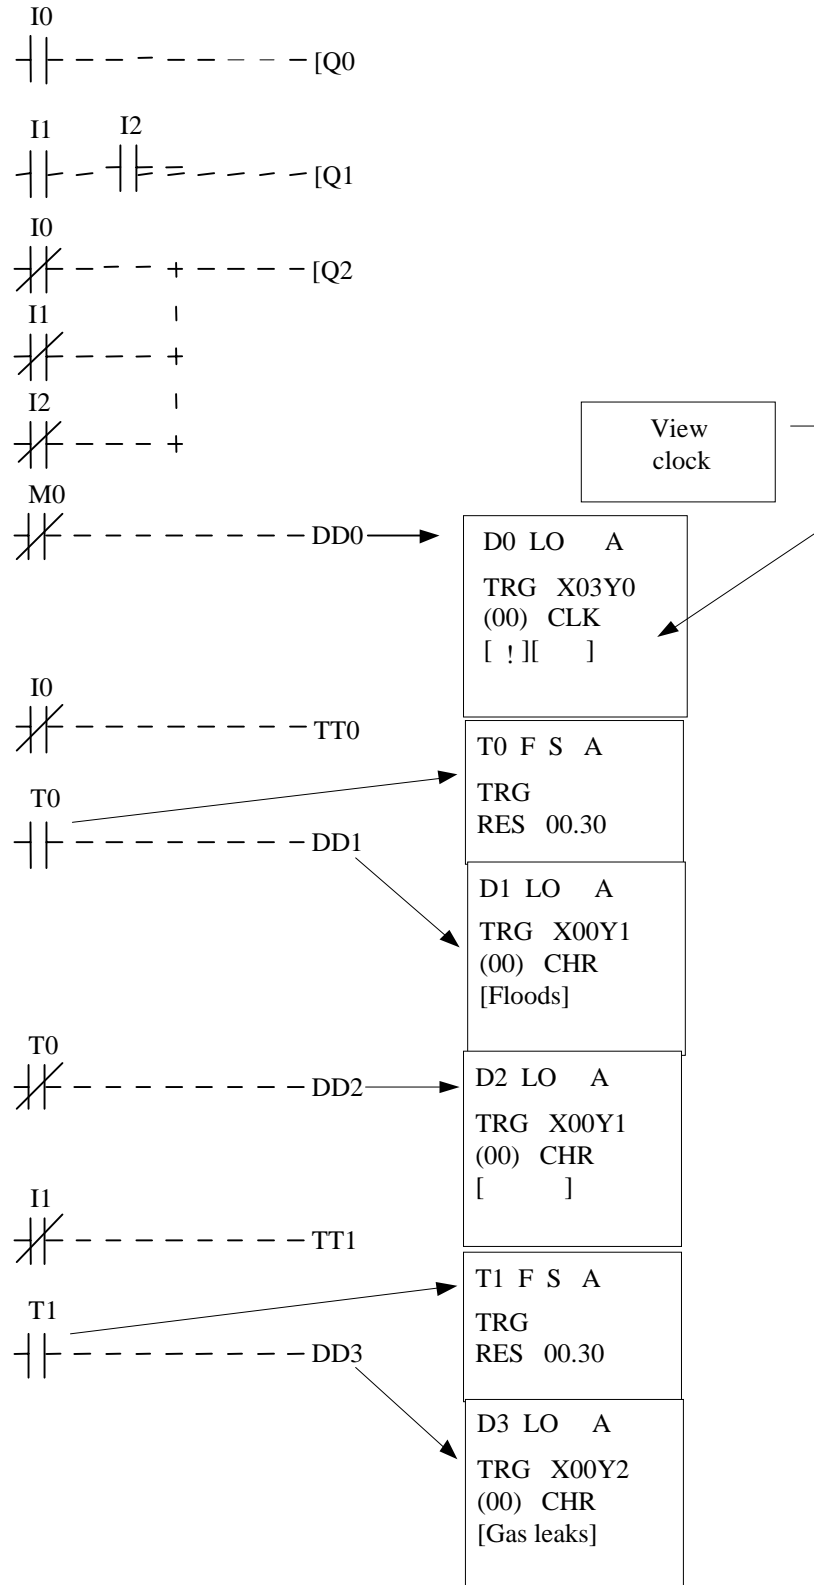 I0
[Q0
I1 I2
[Q1
I0
[Q2
I1
I2
View
clock
M0
DD0
D0 LO A
TRG X03Y0
(00) CLK
[ ! ][ ]
I0
TT0
T0 F S A
TRG
RES 00.30
T0
DD1
D1 LO A
TRG X00Y1
(00) CHR
[Floods]
T0
DD2
D2 LO A
TRG X00Y1
(00) CHR
[ ]
I1
TT1
T1 F S A
TRG
RES 00.30
T1
DD3
D3 LO A
TRG X00Y2
(00) CHR
[Gas leaks]